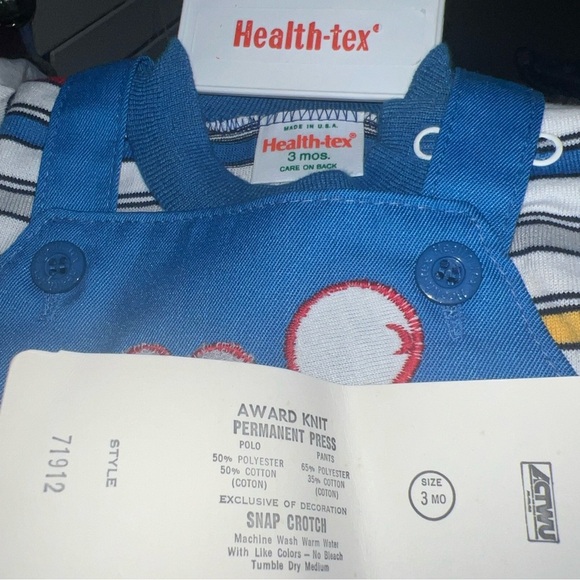 Health-tex
MADE IN U.S.A.
Health-tex®
3 mos.
CARE ON BACK
AWARD KNIT
PERMANENT PRESS
POLO PANTS
50% POLYESTER 65% POLYESTER
50% COTTON 35% COTTON
(COTON) (COTON)
EXCLUSIVE OF DECORATION
SNAP CROTCH
Machine Wash Warm Water
With Like Colors – No Bleach
Tumble Dry Medium
STYLE
71912
SIZE
3 MO
ACTWU